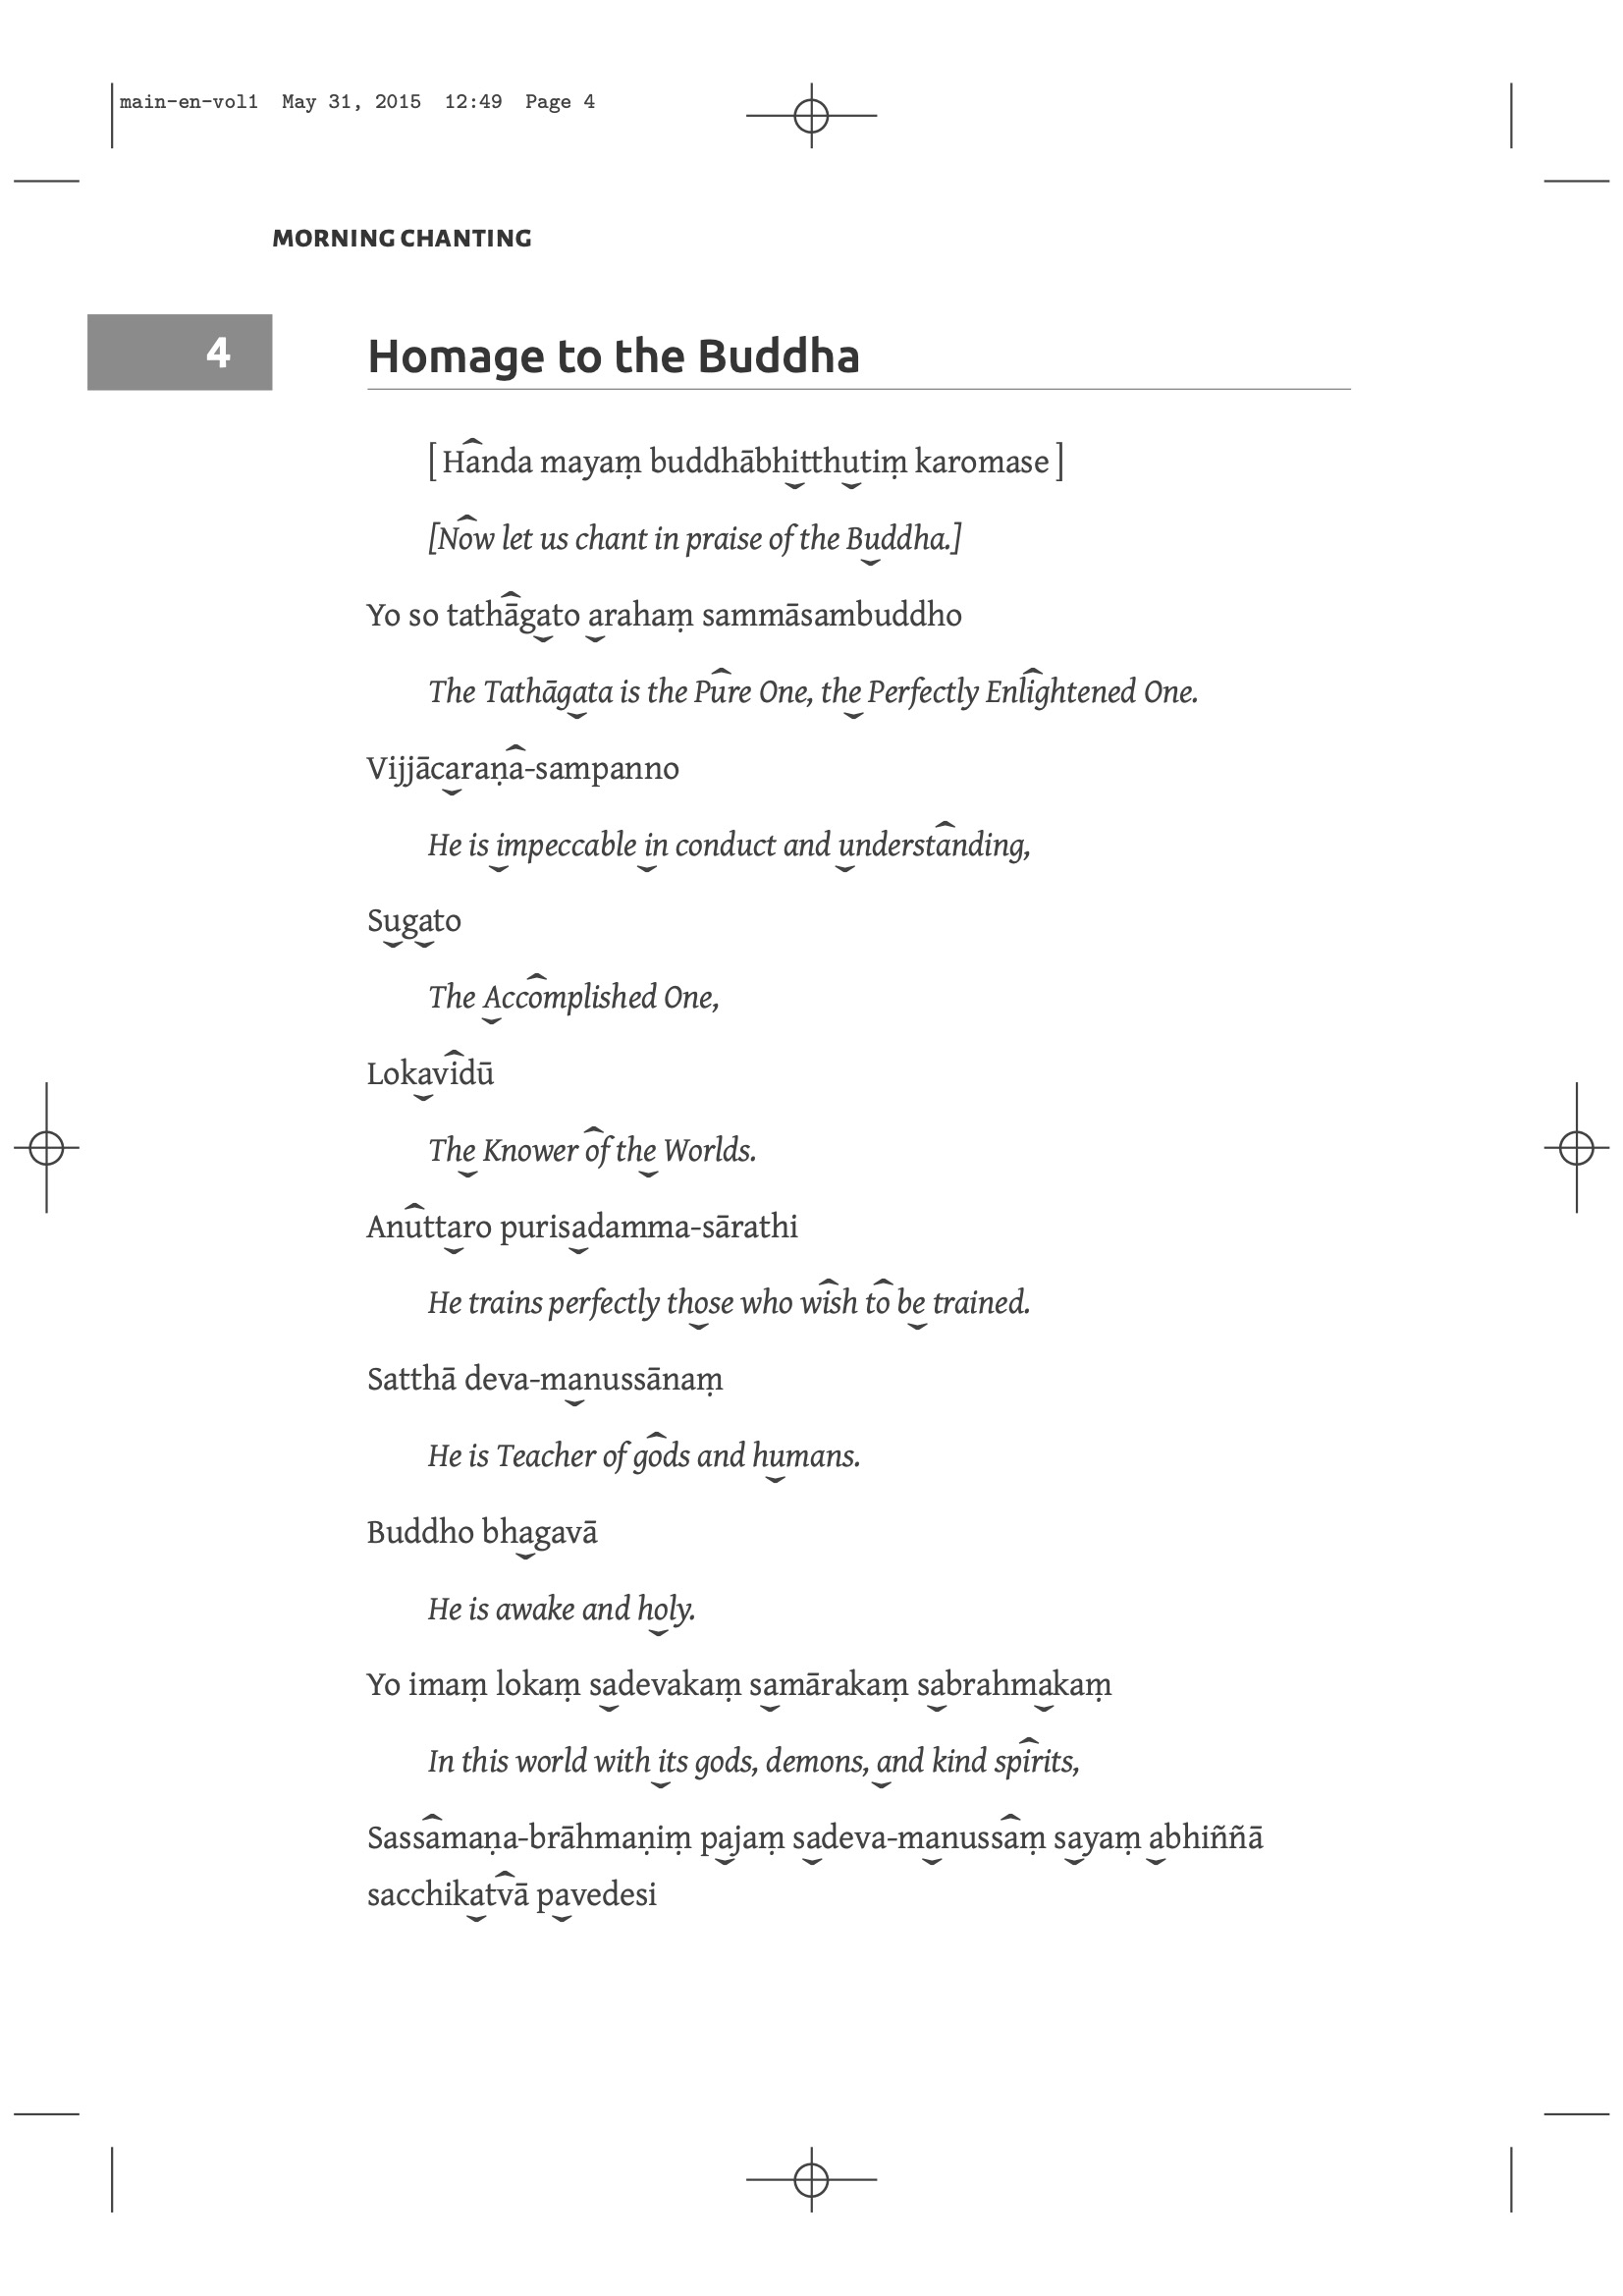 main-en-vol1 May 31, 2015 12:49 Page 4
MORNING CHANTING
4
Homage to the Buddha
[ Handa mayaṃ buddhābhitthutiṃ karomase ]
[Now let us chant in praise of the Buddha.]
Yo so tathāgato arahaṃ sammāsambuddho
The Tathāgata is the Pure One, the Perfectly Enlightened One.
Vijjācaraṇa-sampanno
He is impeccable in conduct and understanding,
Sugato
The Accomplished One,
Lokavidū
The Knower of the Worlds.
Anuttaro purisadamma-sārathi
He trains perfectly those who wish to be trained.
Satthā deva-manussānaṃ
He is Teacher of gods and humans.
Buddho bhagavā
He is awake and holy.
Yo imaṃ lokaṃ sadevakaṃ samārakaṃ sabrahmakaṃ
In this world with its gods, demons, and kind spirits,
Sassamaṇa-brāhmaṇiṃ pajaṃ sadeva-manussaṃ sayaṃ abhiññā
sacchikatvā pavedesi